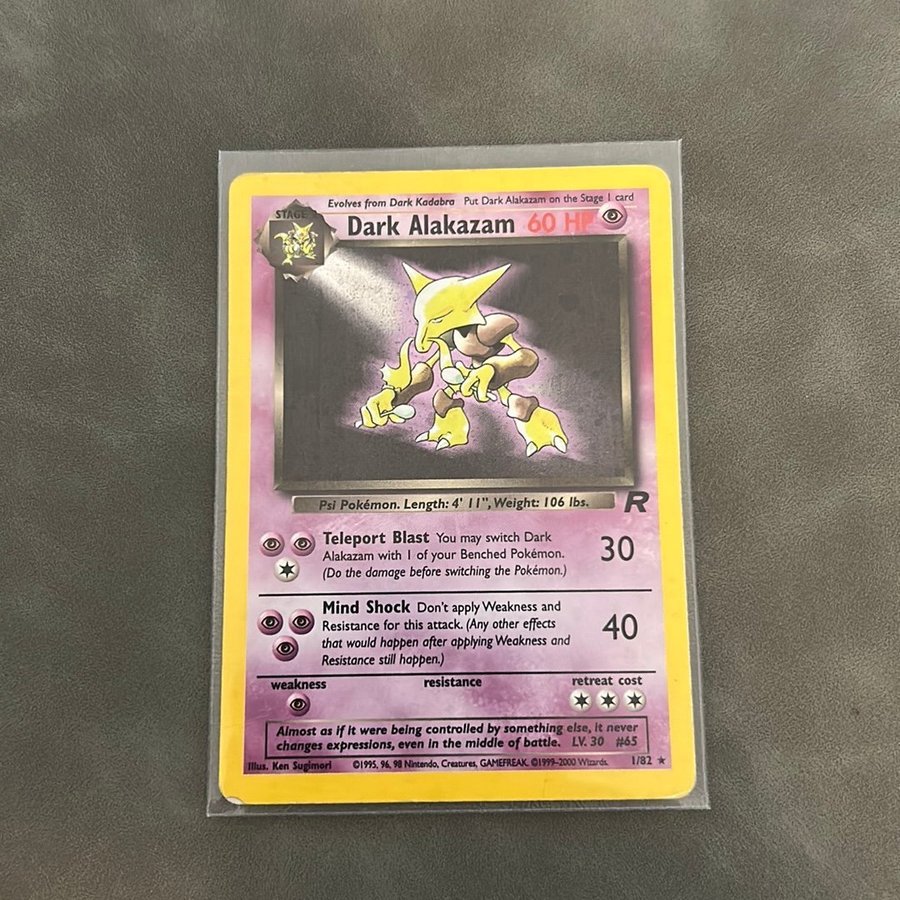 Evolves from Dark Kadabra Put Dark Alakazam on the Stage 1 card
STAGE
Dark Alakazam 60 HP
Psi Pokémon. Length: 4' 11", Weight: 106 lbs.
R
Teleport Blast You may switch Dark
Alakazam with 1 of your Benched Pokémon.
(Do the damage before switching the Pokémon.)
30
Mind Shock Don't apply Weakness and
Resistance for this attack. (Any other effects
that would happen after applying Weakness and
Resistance still happen.)
40
weakness resistance retreat cost
Almost as if it were being controlled by something else, it never
changes expressions, even in the middle of battle. LV. 30 #65
Illus. Ken Sugimori ©1995, 96, 98 Nintendo, Creatures, GAMEFREAK. ©1999–2000 Wizards. 1/82 ★